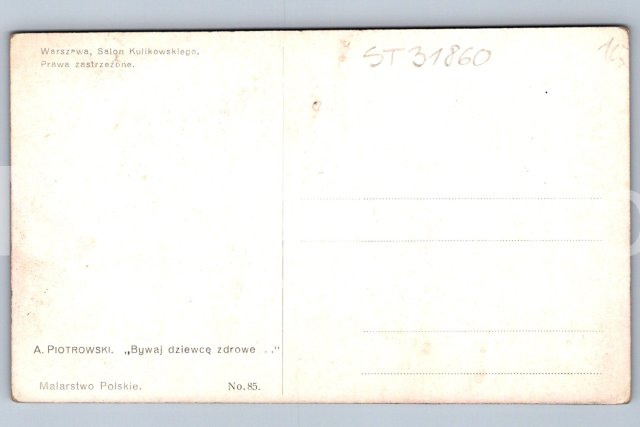 Warszawa, Salon Kulikowskiego.
Prawa zastrzeżone.
ST31860
A. PIOTROWSKI. „Bywaj dziewcę zdrowe . . ."
Malarstwo Polskie. No. 85.